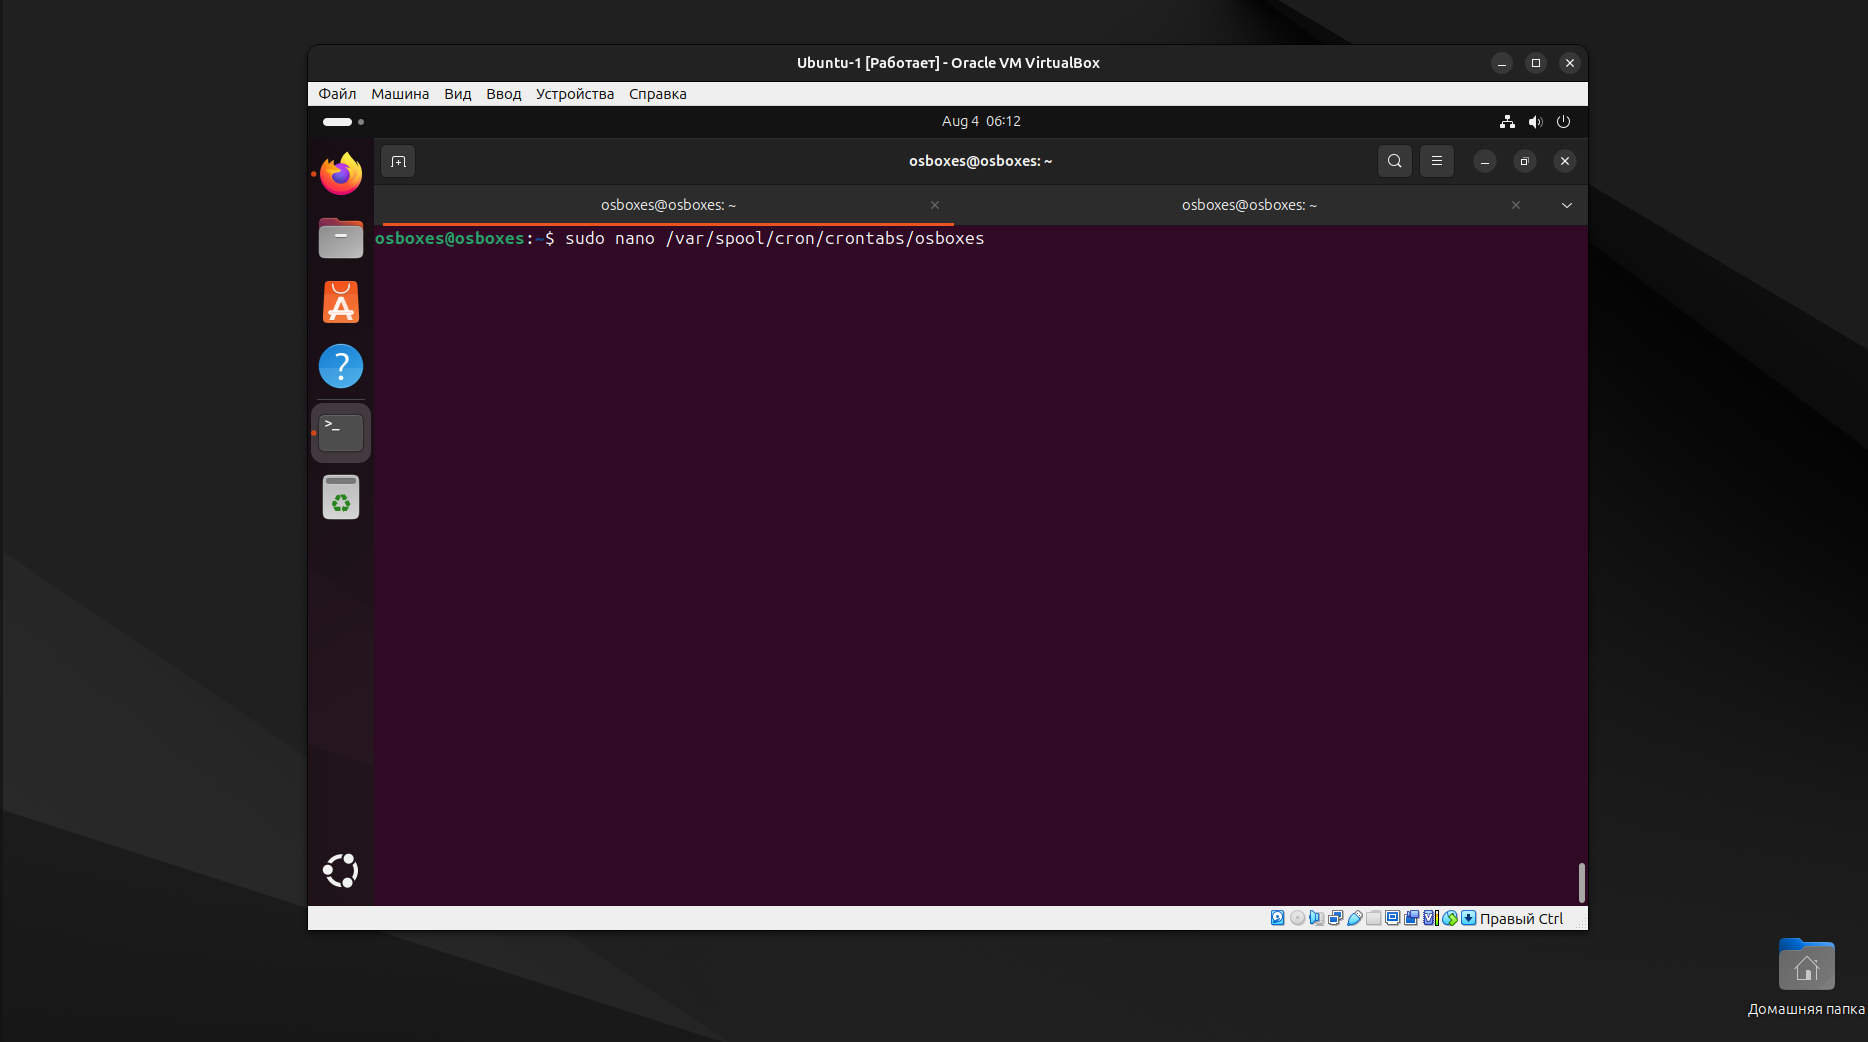 Ubuntu-1 [Работает] - Oracle VM VirtualBox
Файл Машина Вид Ввод Устройства Справка
Aug 4 06:12
osboxes@osboxes: ~
osboxes@osboxes: ~ osboxes@osboxes: ~
osboxes@osboxes:~$ sudo nano /var/spool/cron/crontabs/osboxes
Правый Ctrl
Домашняя папка